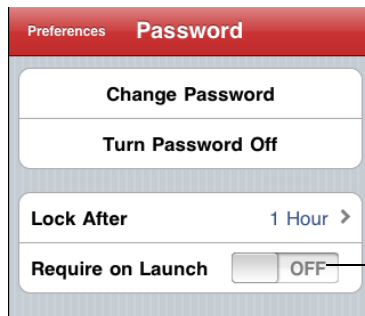 Preferences Password
Change Password
Turn Password Off
Lock After 1 Hour
Require on Launch OFF